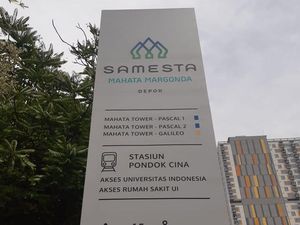 SAMESTA
MAHATA MARGONDA
DEPOK
MAHATA TOWER - PASCAL 1
MAHATA TOWER - PASCAL 2
MAHATA TOWER - GALILEO
STASIUN
PONDOK CINA
AKSES UNIVERSITAS INDONESIA
AKSES RUMAH SAKIT UI